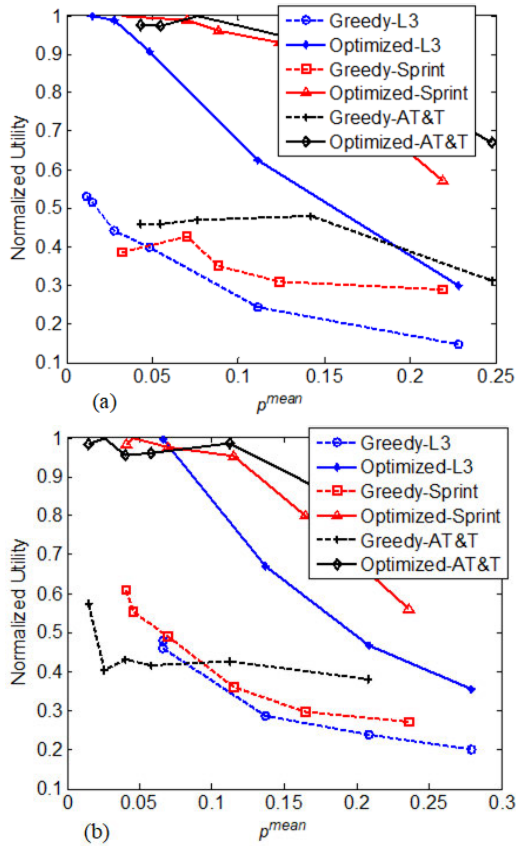 1
0.9
0.8
0.7
0.6
0.5
0.4
0.3
0.2
0.1
Normalized Utility
Greedy-L3
Optimized-L3
Greedy-Sprint
Optimized-Sprint
Greedy-AT&T
Optimized-AT&T
0 0.05 0.1 0.15 0.2 0.25
(a)
p^mean
1
0.9
0.8
0.7
0.6
0.5
0.4
0.3
0.2
0.1
Normalized Utility
Greedy-L3
Optimized-L3
Greedy-Sprint
Optimized-Sprint
Greedy-AT&T
Optimized-AT&T
0 0.05 0.1 0.15 0.2 0.25 0.3
(b)
p^mean